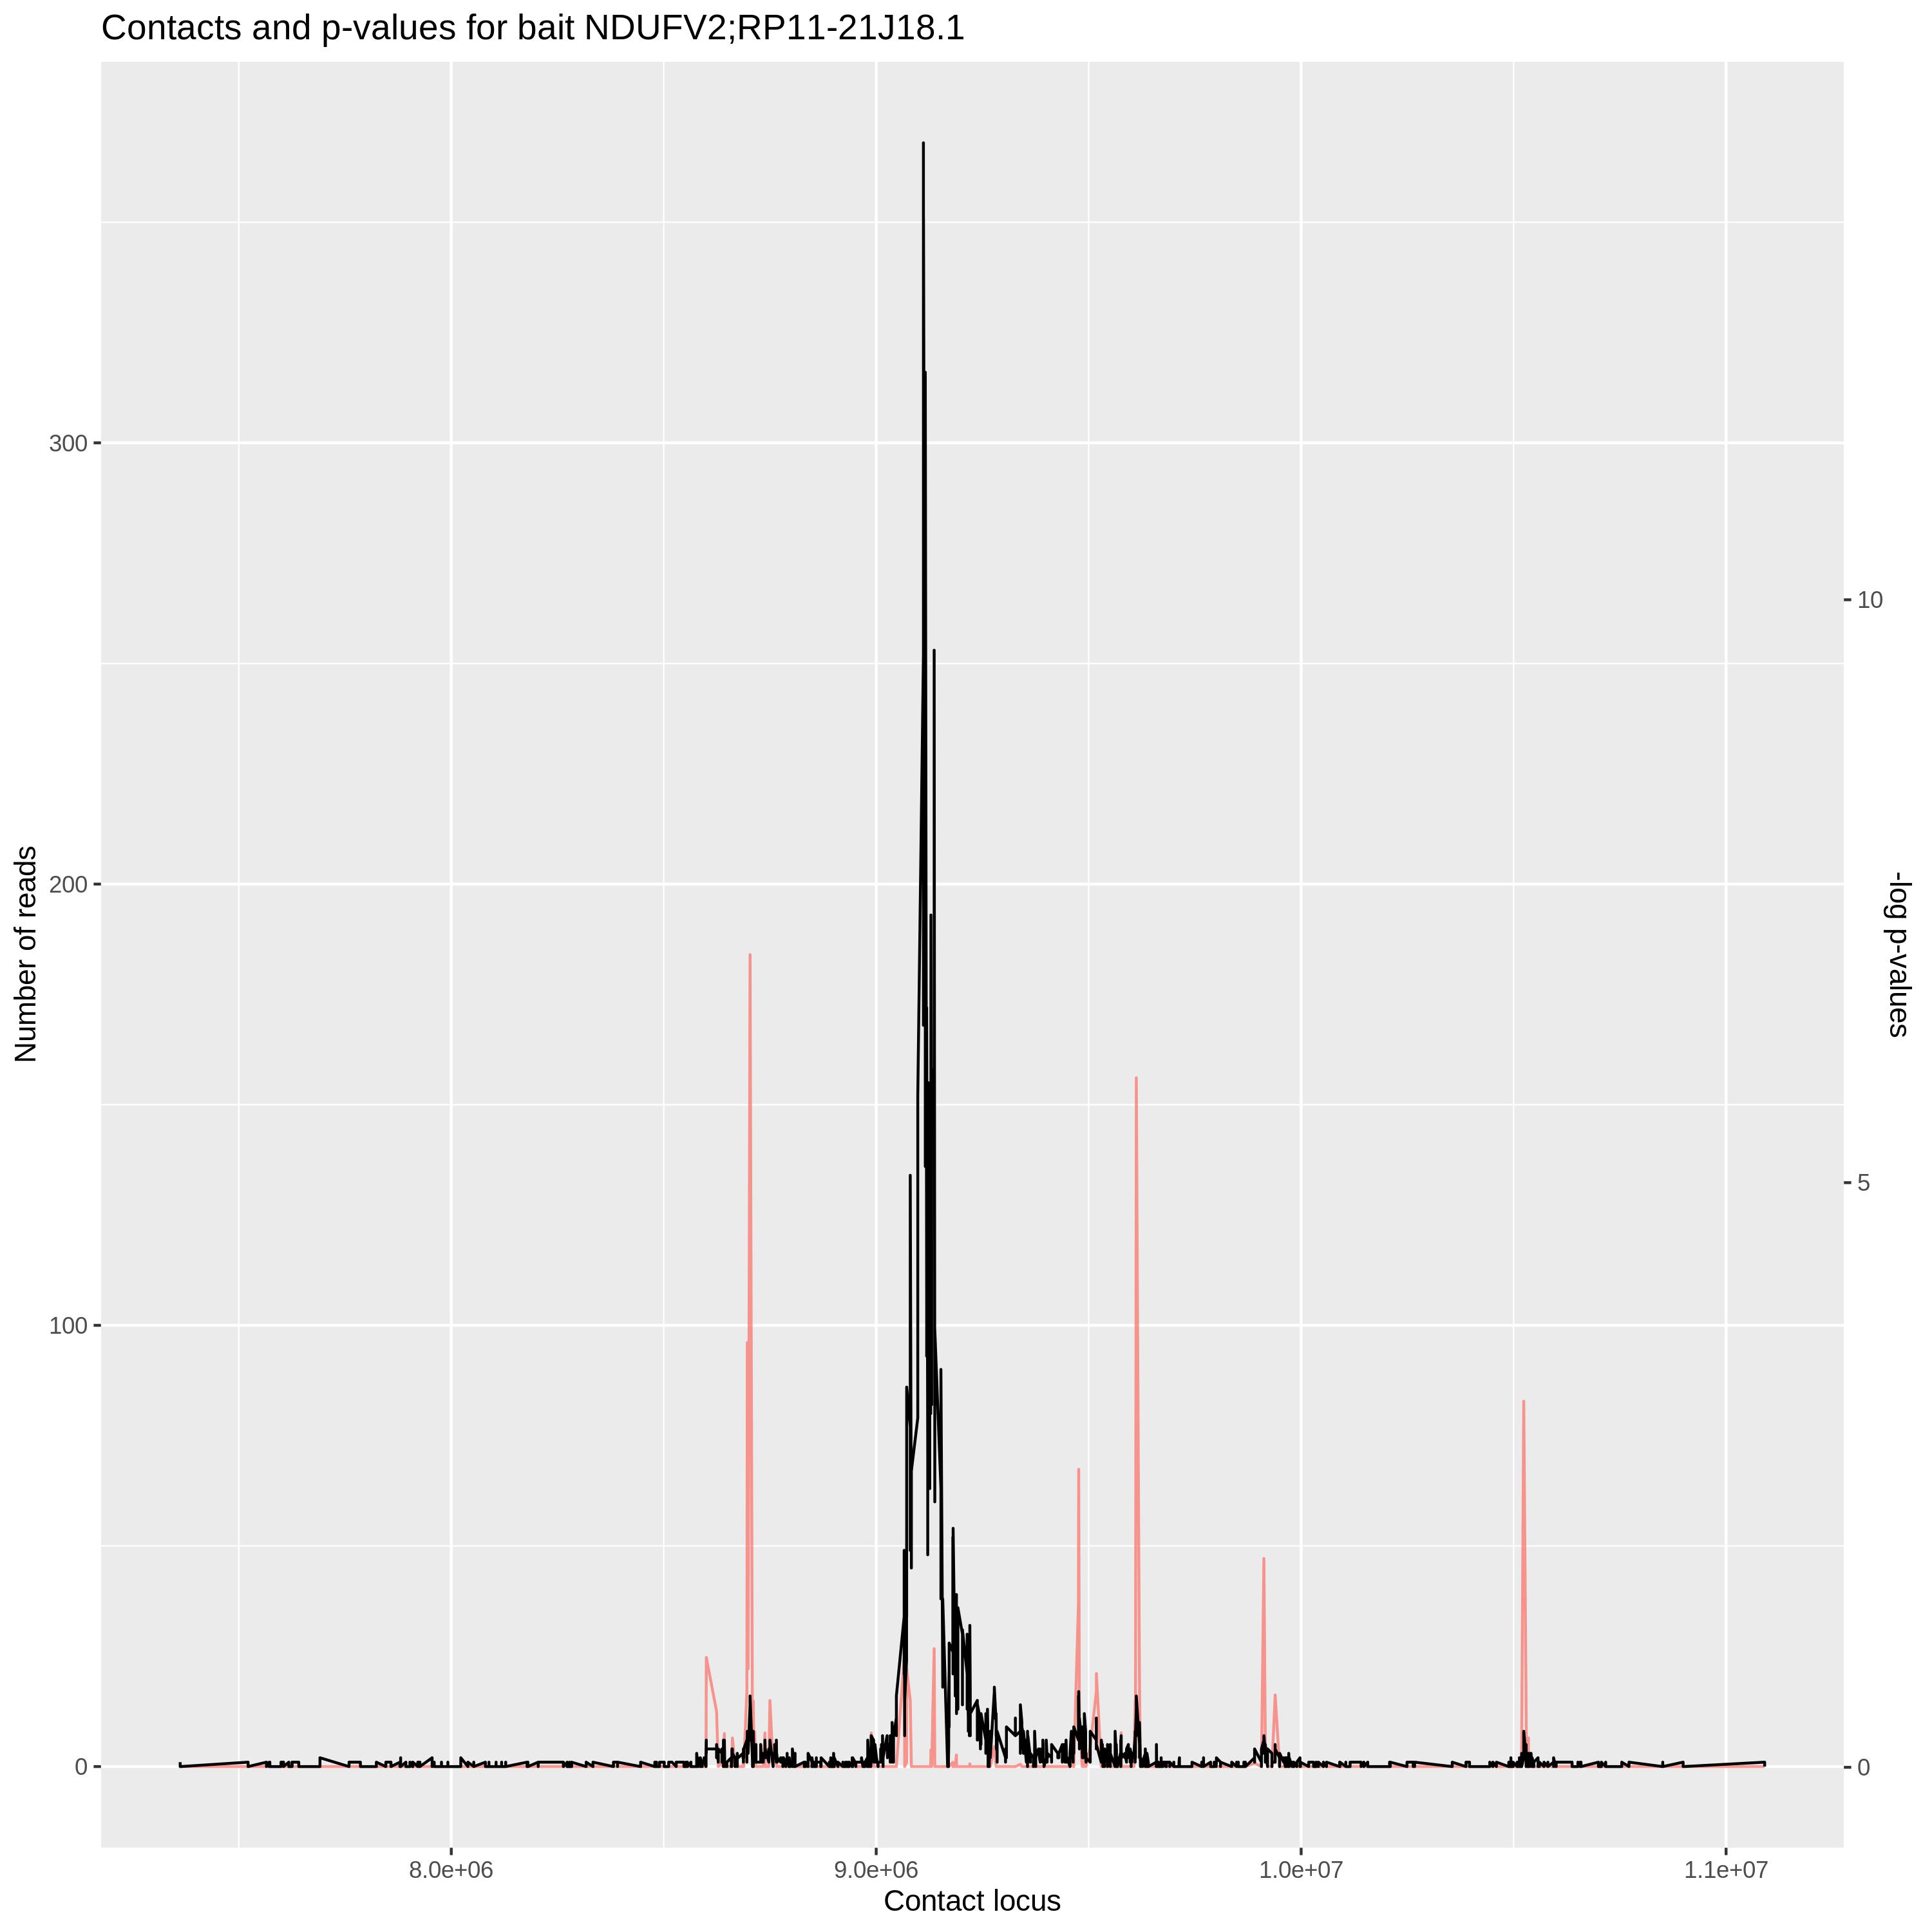 Contacts and p-values for bait NDUFV2;RP11-21J18.1
300
200
100
0
Number of reads
10
5
0
-log p-values
8.0e+06
9.0e+06
1.0e+07
1.1e+07
Contact locus